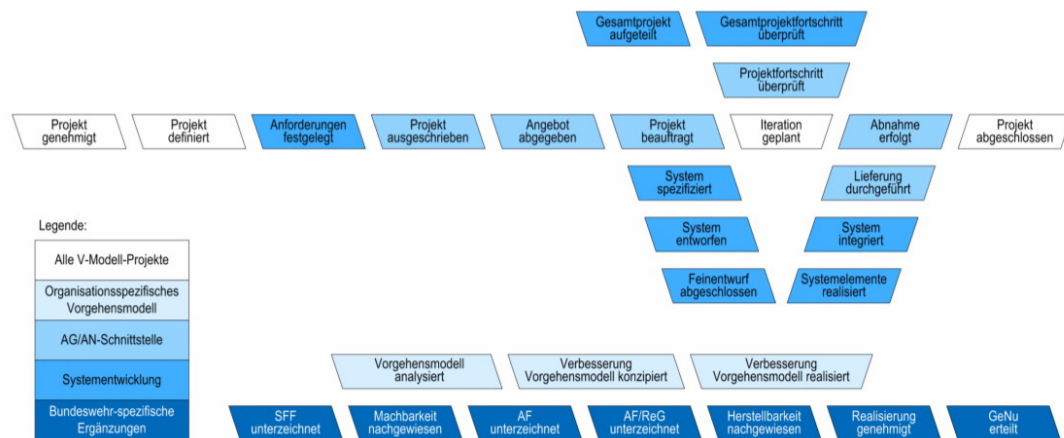 Gesamtprojekt
aufgeteilt
Gesamtprojektfortschritt
überprüft
Projektfortschritt
überprüft
Projekt
genehmigt
Projekt
definiert
Anforderungen
festgelegt
Projekt
ausgeschrieben
Angebot
abgegeben
Projekt
beauftragt
Iteration
geplant
Abnahme
erfolgt
Projekt
abgeschlossen
System
spezifiziert
Lieferung
durchgeführt
System
entworfen
System
integriert
Feinentwurf
abgeschlossen
Systemelemente
realisiert
Legende:
Alle V-Modell-Projekte
Organisationsspezifisches
Vorgehensmodell
AG/AN-Schnittstelle
Systementwicklung
Bundeswehr-spezifische
Ergänzungen
Vorgehensmodell
analysiert
Verbesserung
Vorgehensmodell konzipiert
Verbesserung
Vorgehensmodell realisiert
SFF
unterzeichnet
Machbarkeit
nachgewiesen
AF
unterzeichnet
AF/ReG
unterzeichnet
Herstellbarkeit
nachgewiesen
Realisierung
genehmigt
GeNu
erteilt